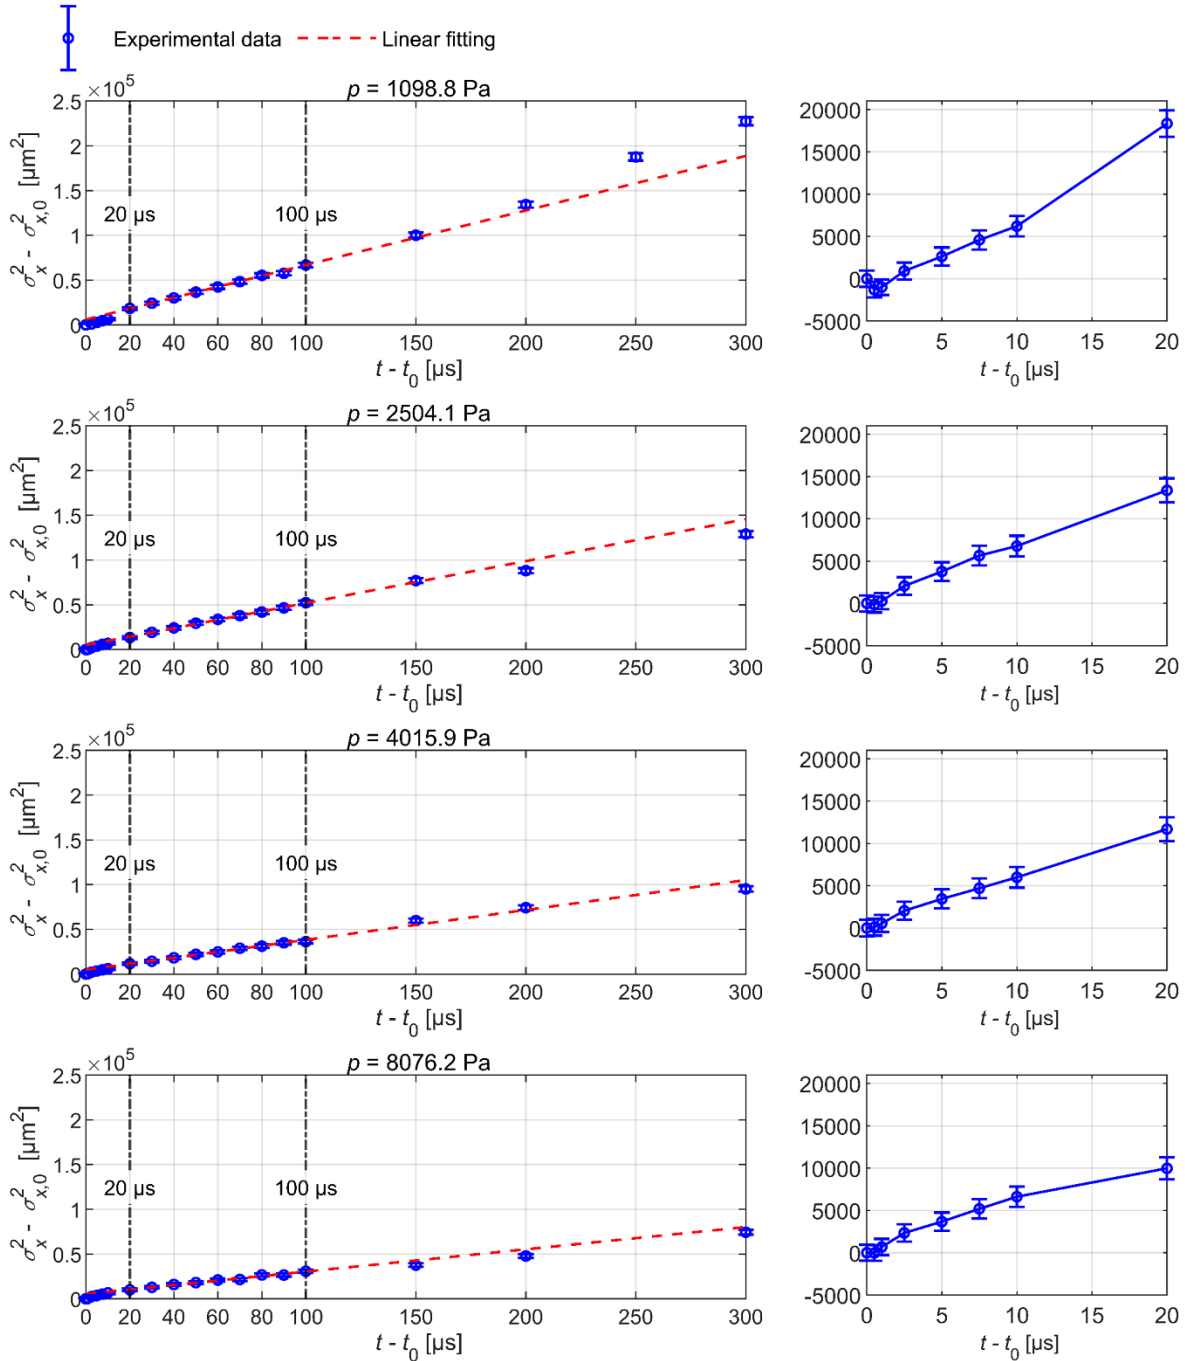 Experimental data Linear fitting
p = 1098.8 Pa
×10^5
2.5
2
1.5
1
0.5
0
σ_x^2 - σ_{x,0}^2 [µm^2]
20 µs
100 µs
0 20 40 60 80 100 150 200 250 300
t - t_0 [µs]
20000
15000
10000
5000
0
-5000
0 5 10 15 20
t - t_0 [µs]
p = 2504.1 Pa
×10^5
2.5
2
1.5
1
0.5
0
σ_x^2 - σ_{x,0}^2 [µm^2]
20 µs
100 µs
0 20 40 60 80 100 150 200 250 300
t - t_0 [µs]
20000
15000
10000
5000
0
-5000
0 5 10 15 20
t - t_0 [µs]
p = 4015.9 Pa
×10^5
2.5
2
1.5
1
0.5
0
σ_x^2 - σ_{x,0}^2 [µm^2]
20 µs
100 µs
0 20 40 60 80 100 150 200 250 300
t - t_0 [µs]
20000
15000
10000
5000
0
-5000
0 5 10 15 20
t - t_0 [µs]
p = 8076.2 Pa
×10^5
2.5
2
1.5
1
0.5
0
σ_x^2 - σ_{x,0}^2 [µm^2]
20 µs
100 µs
0 20 40 60 80 100 150 200 250 300
t - t_0 [µs]
20000
15000
10000
5000
0
-5000
0 5 10 15 20
t - t_0 [µs]